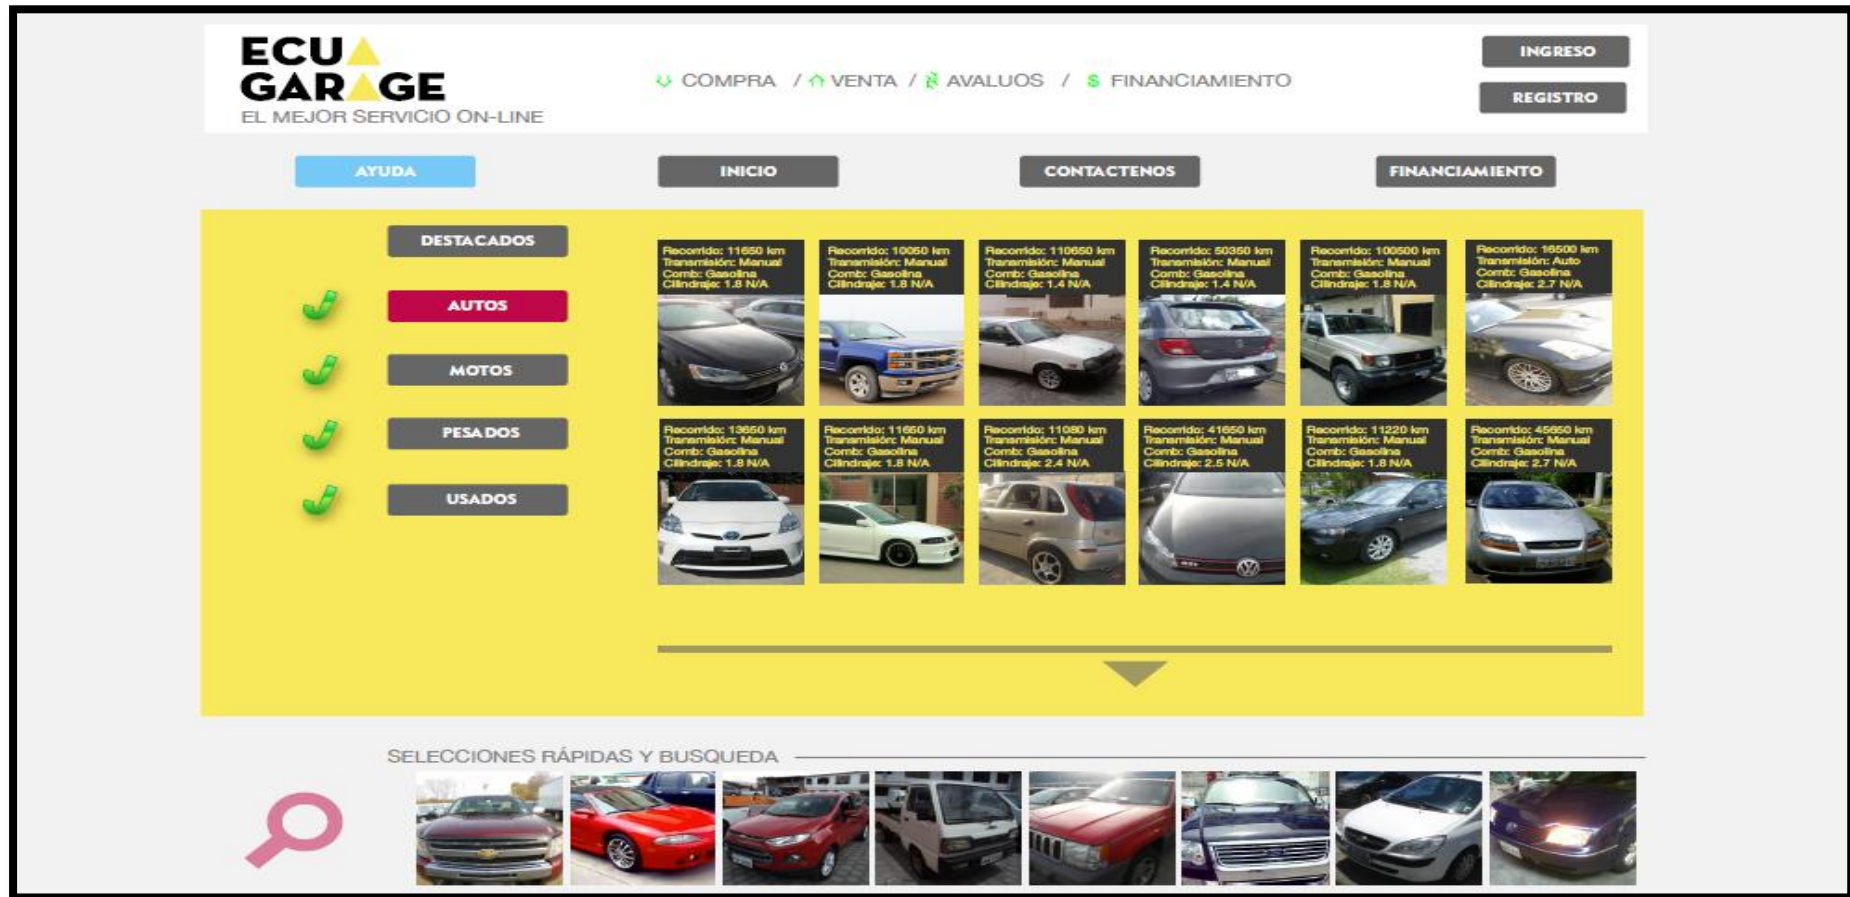 ECUA
GARAGE
EL MEJOR SERVICIO ON-LINE
COMPRA / VENTA / AVALUOS / $ FINANCIAMIENTO
INGRESO
REGISTRO
AYUDA
INICIO
CONTACTENOS
FINANCIAMIENTO
DESTACADOS
AUTOS
MOTOS
PESADOS
USADOS
Recorrido: 11650 km
Transmisión: Manual
Comb: Gasolina
Cilindraje: 1.8 N/A
Recorrido: 10050 km
Transmisión: Manual
Comb: Gasolina
Cilindraje: 1.8 N/A
Recorrido: 110650 km
Transmisión: Manual
Comb: Gasolina
Cilindraje: 1.4 N/A
Recorrido: 50350 km
Transmisión: Manual
Comb: Gasolina
Cilindraje: 1.4 N/A
Recorrido: 100500 km
Transmisión: Manual
Comb: Gasolina
Cilindraje: 1.8 N/A
Recorrido: 16500 km
Transmisión: Auto
Comb: Gasolina
Cilindraje: 2.7 N/A
Recorrido: 13650 km
Transmisión: Manual
Comb: Gasolina
Cilindraje: 1.8 N/A
Recorrido: 11650 km
Transmisión: Manual
Comb: Gasolina
Cilindraje: 1.8 N/A
Recorrido: 11080 km
Transmisión: Manual
Comb: Gasolina
Cilindraje: 2.4 N/A
Recorrido: 41650 km
Transmisión: Manual
Comb: Gasolina
Cilindraje: 2.5 N/A
Recorrido: 11220 km
Transmisión: Manual
Comb: Gasolina
Cilindraje: 1.8 N/A
Recorrido: 45650 km
Transmisión: Manual
Comb: Gasolina
Cilindraje: 2.7 N/A
SELECCIONES RÁPIDAS Y BUSQUEDA